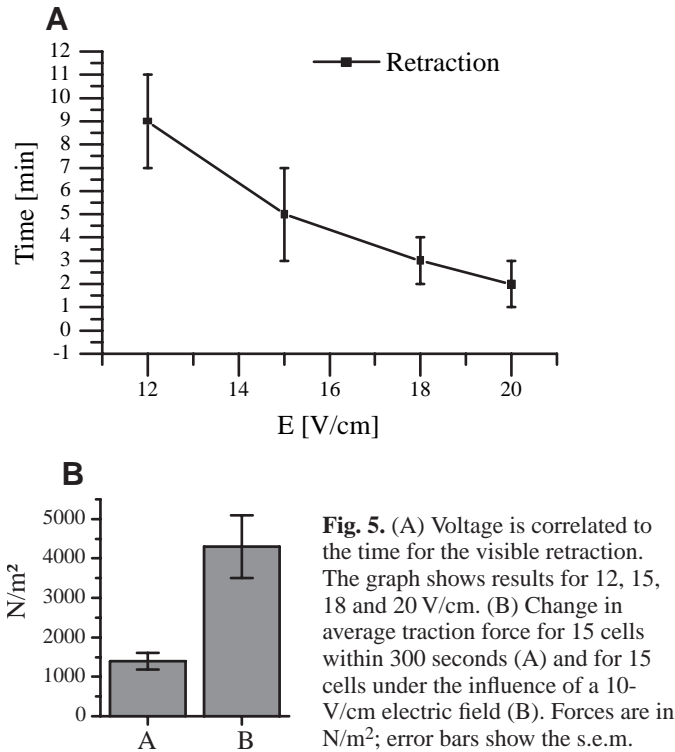 A
12
11
10
9
8
7
6
5
4
3
2
1
0
-1
Time [min]
Retraction
12 14 16 18 20
E [V/cm]
B
5000
4000
3000
2000
1000
0
N/m²
A B
Fig. 5. (A) Voltage is correlated to
the time for the visible retraction.
The graph shows results for 12, 15,
18 and 20 V/cm. (B) Change in
average traction force for 15 cells
within 300 seconds (A) and for 15
cells under the influence of a 10-
V/cm electric field (B). Forces are in
N/m²; error bars show the s.e.m.